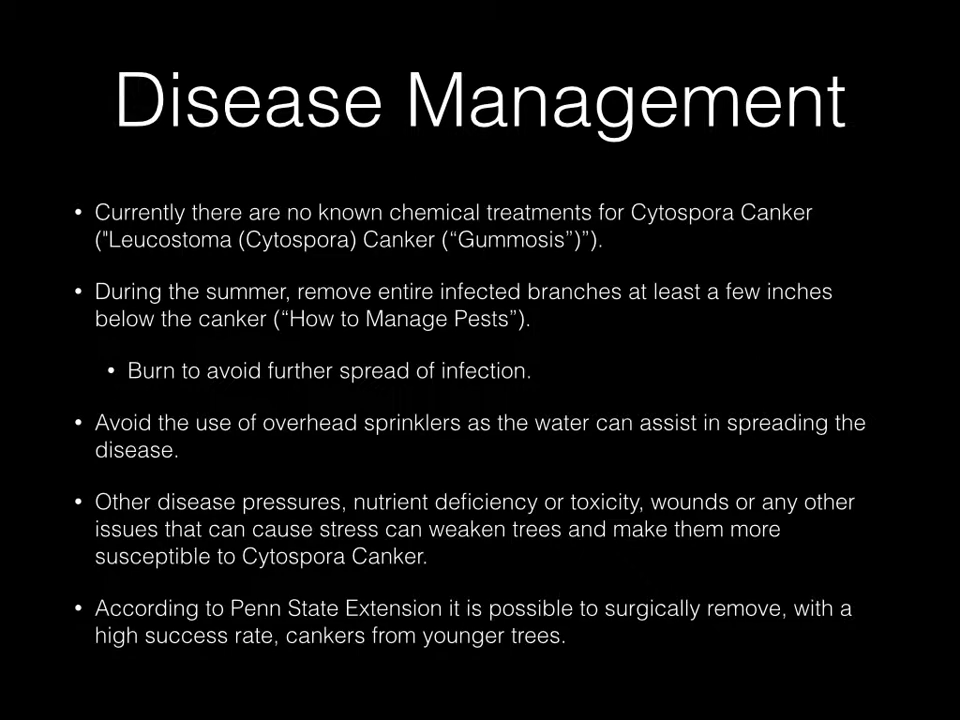 Disease Management
• Currently there are no known chemical treatments for Cytospora Canker
("Leucostoma (Cytospora) Canker (“Gummosis”)”).
• During the summer, remove entire infected branches at least a few inches
below the canker (“How to Manage Pests”).
• Burn to avoid further spread of infection.
• Avoid the use of overhead sprinklers as the water can assist in spreading the
disease.
• Other disease pressures, nutrient deficiency or toxicity, wounds or any other
issues that can cause stress can weaken trees and make them more
susceptible to Cytospora Canker.
• According to Penn State Extension it is possible to surgically remove, with a
high success rate, cankers from younger trees.